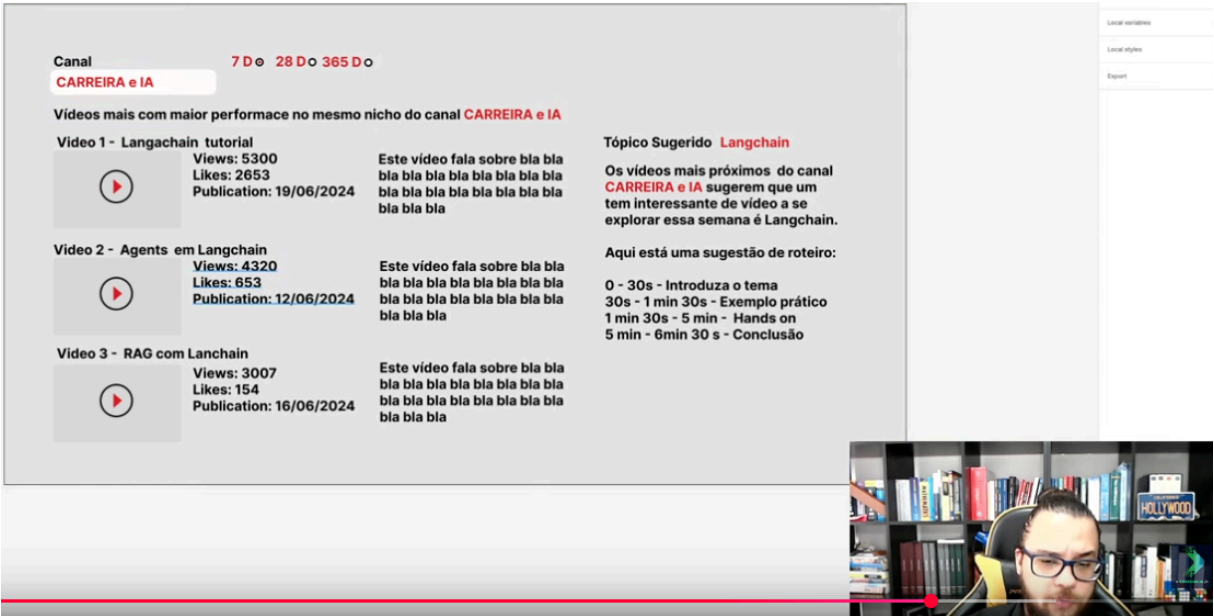 Local variables
Local styles
Export
Canal
7 D 28 D 365 D
CARREIRA e IA
Vídeos mais com maior performace no mesmo nicho do canal CARREIRA e IA
Video 1 - Langachain tutorial
Views: 5300
Likes: 2653
Publication: 19/06/2024
Este vídeo fala sobre bla bla
bla bla bla bla bla bla bla bla
bla bla bla bla bla bla bla bla
bla bla bla
Video 2 - Agents em Langchain
Views: 4320
Likes: 653
Publication: 12/06/2024
Este vídeo fala sobre bla bla
bla bla bla bla bla bla bla bla
bla bla bla bla bla bla bla bla
bla bla bla
Video 3 - RAG com Lanchain
Views: 3007
Likes: 154
Publication: 16/06/2024
Este vídeo fala sobre bla bla
bla bla bla bla bla bla bla bla
bla bla bla bla bla bla bla bla
bla bla bla
Tópico Sugerido Langchain
Os vídeos mais próximos do canal
CARREIRA e IA sugerem que um
tem interessante de vídeo a se
explorar essa semana é Langchain.
Aqui está uma sugestão de roteiro:
0 - 30s - Introduza o tema
30s - 1 min 30s - Exemplo prático
1 min 30s - 5 min - Hands on
5 min - 6min 30 s - Conclusão
CALIFORNIA
HOLLYWOOD